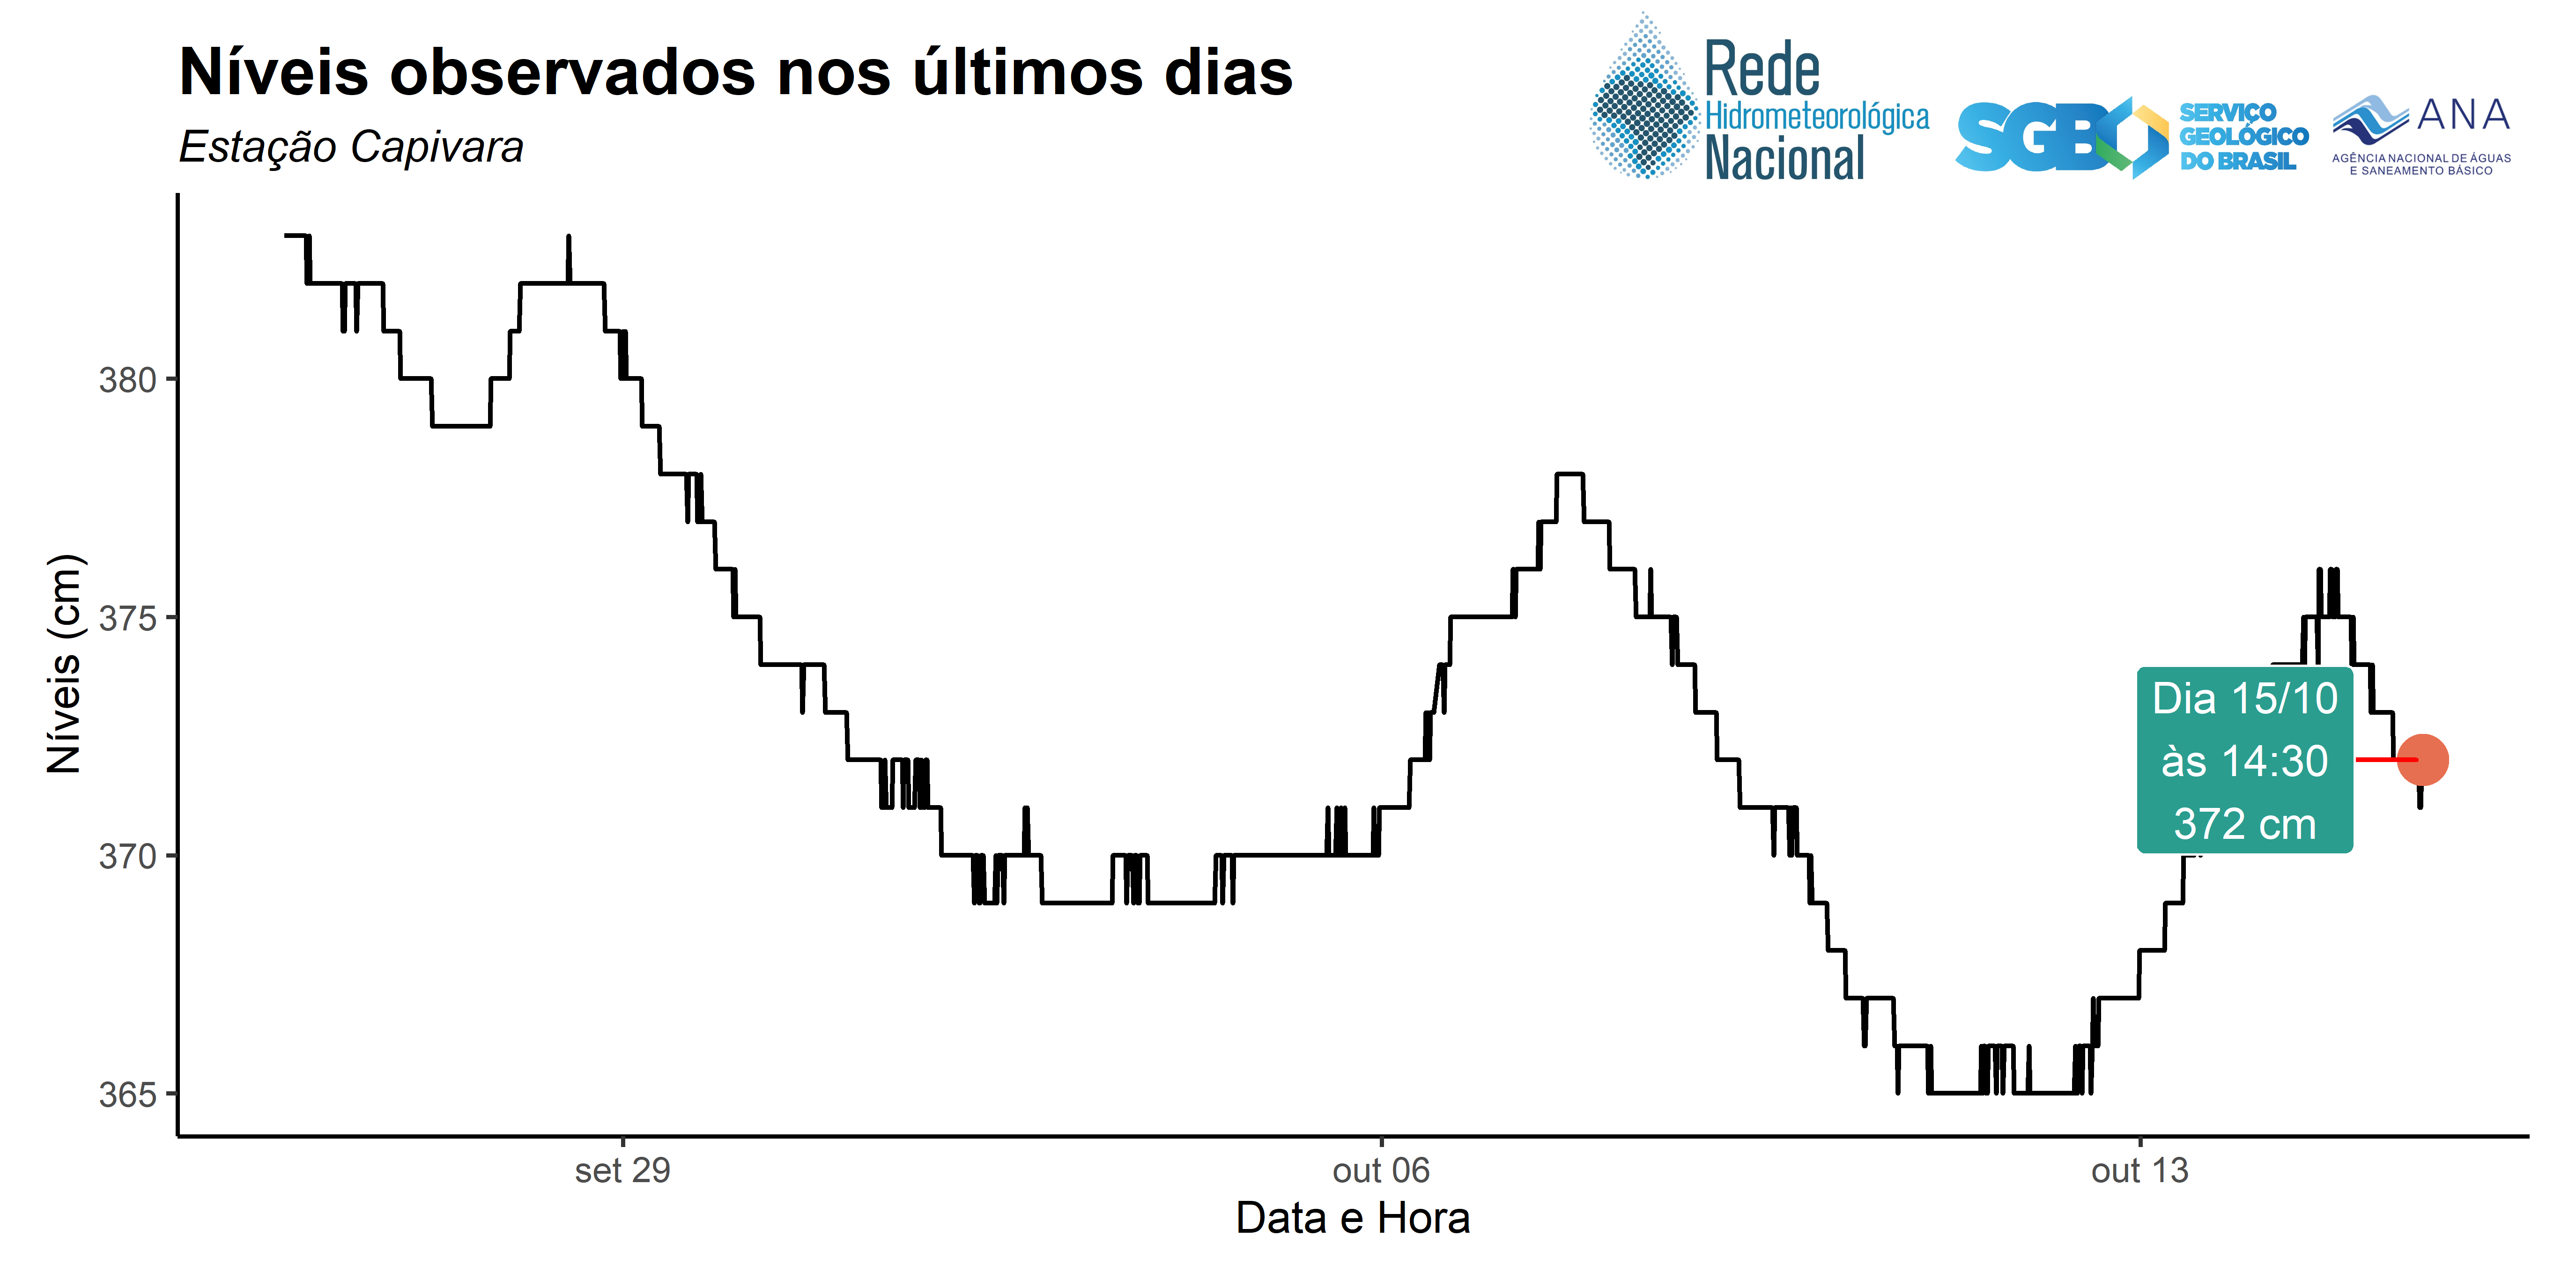 Níveis observados nos últimos dias
Estação Capivara
Rede
Hidrometeorológica
Nacional
SGB
SERVIÇO
GEOLÓGICO
DO BRASIL
ANA
AGÊNCIA NACIONAL DE ÁGUAS
E SANEAMENTO BÁSICO
Níveis (cm)
380
375
370
365
Dia 15/10
às 14:30
372 cm
set 29
out 06
out 13
Data e Hora